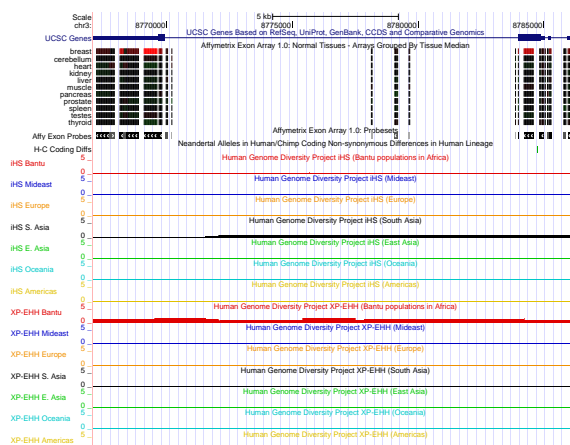 Scale 5 kb
chr3: 8770000 8775000 8780000 8785000
UCSC Genes Based on RefSeq, UniProt, GenBank, CCDS and Comparative Genomics
UCSC Genes
Affymetrix Exon Array 1.0: Normal Tissues - Arrays Grouped By Tissue Median
breast
cerebellum
heart
kidney
liver
muscle
pancreas
prostate
spleen
testes
thyroid
Affymetrix Exon Array 1.0: Probesets
Affy Exon Probes
Neandertal Alleles in Human/Chimp Coding Non-synonymous Differences in Human Lineage
H-C Coding Diffs
Human Genome Diversity Project iHS (Bantu populations in Africa)
iHS Bantu 5 0
Human Genome Diversity Project iHS (Mideast)
iHS Mideast 5 0
Human Genome Diversity Project iHS (Europe)
iHS Europe 5 0
Human Genome Diversity Project iHS (South Asia)
iHS S. Asia 5 0
Human Genome Diversity Project iHS (East Asia)
iHS E. Asia 5 0
Human Genome Diversity Project iHS (Oceania)
iHS Oceania 5 0
Human Genome Diversity Project iHS (Americas)
iHS Americas 5 0
Human Genome Diversity Project XP-EHH (Bantu populations in Africa)
XP-EHH Bantu 5 0
Human Genome Diversity Project XP-EHH (Mideast)
XP-EHH Mideast 5 0
Human Genome Diversity Project XP-EHH (Europe)
XP-EHH Europe 5 0
Human Genome Diversity Project XP-EHH (South Asia)
XP-EHH S. Asia 5 0
Human Genome Diversity Project XP-EHH (East Asia)
XP-EHH E. Asia 5 0
Human Genome Diversity Project XP-EHH (Oceania)
XP-EHH Oceania 5 0
Human Genome Diversity Project XP-EHH (Americas)
XP-EHH Americas 5